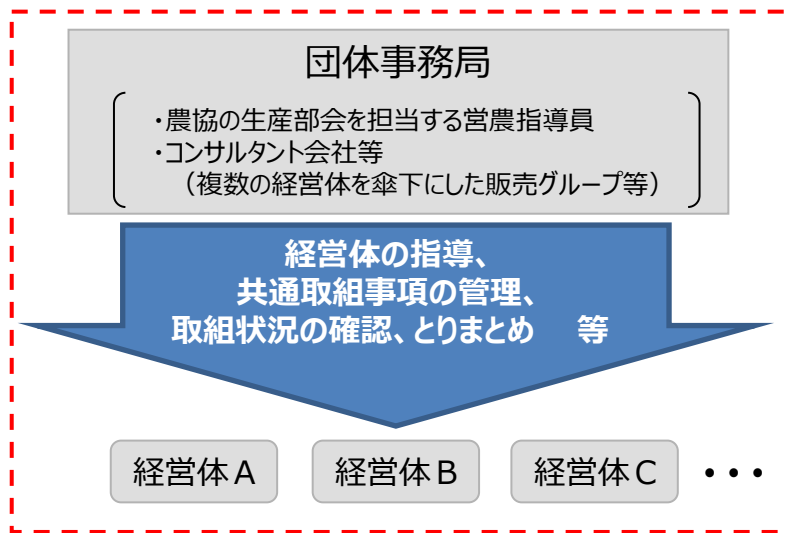 団体事務局
・農協の生産部会を担当する営農指導員
・コンサルタント会社等
（複数の経営体を傘下にした販売グループ等）
経営体の指導、
共通取組事項の管理、
取組状況の確認、とりまとめ　等
経営体Ａ
経営体Ｂ
経営体Ｃ
・・・